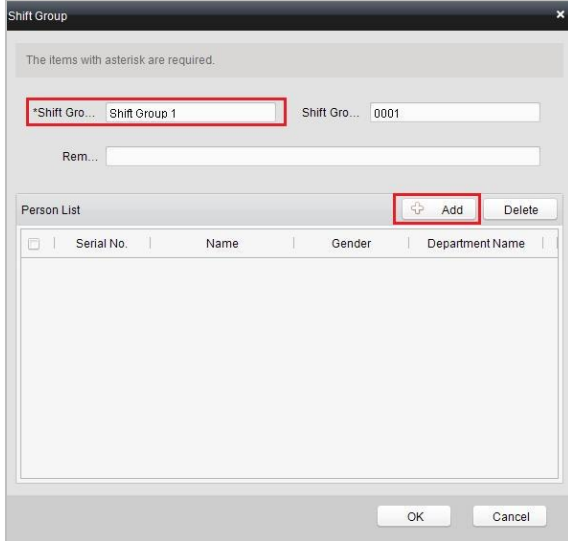 Shift Group
The items with asterisk are required.
*Shift Gro... Shift Group 1 Shift Gro... 0001
Rem...
Person List Add Delete
Serial No. Name Gender Department Name
OK Cancel